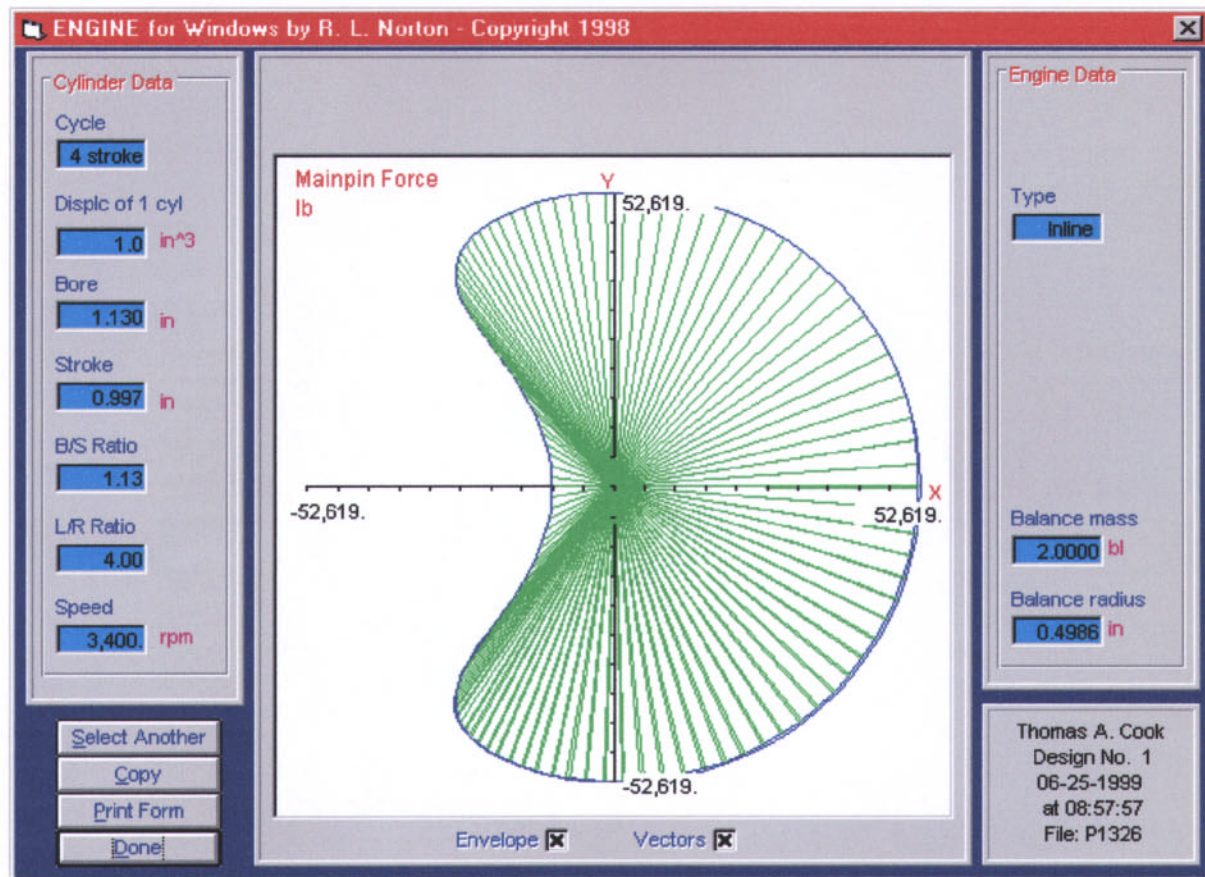 ENGINE for Windows by R. L. Norton - Copyright 1998
Cylinder Data
Cycle
4 stroke
Displc of 1 cyl
1.0 in^3
Bore
1.130 in
Stroke
0.997 in
B/S Ratio
1.13
L/R Ratio
4.00
Speed
3,400. rpm
Select Another
Copy
Print Form
Done
Mainpin Force
lb
Y
52,619.
-52,619.
X
52,619.
-52,619.
Envelope
Vectors
Engine Data
Type
Inline
Balance mass
2.0000 bl
Balance radius
0.4986 in
Thomas A. Cook
Design No. 1
06-25-1999
at 08:57:57
File: P1326